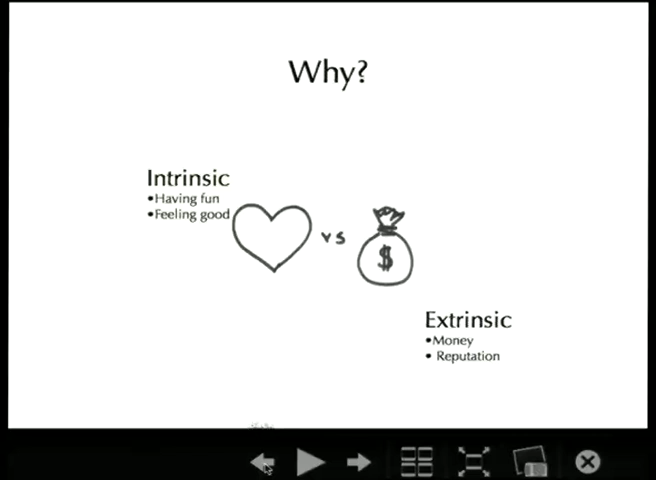 Why?
Intrinsic
•Having fun
•Feeling good
vs
$
Extrinsic
•Money
• Reputation